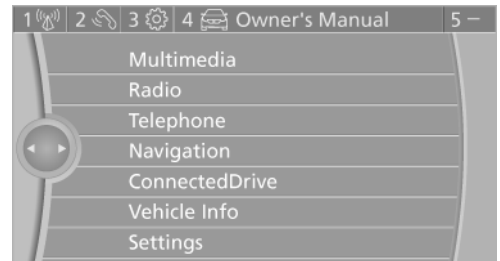 1 2 3 4 Owner's Manual 5 –
Multimedia
Radio
Telephone
Navigation
ConnectedDrive
Vehicle Info
Settings